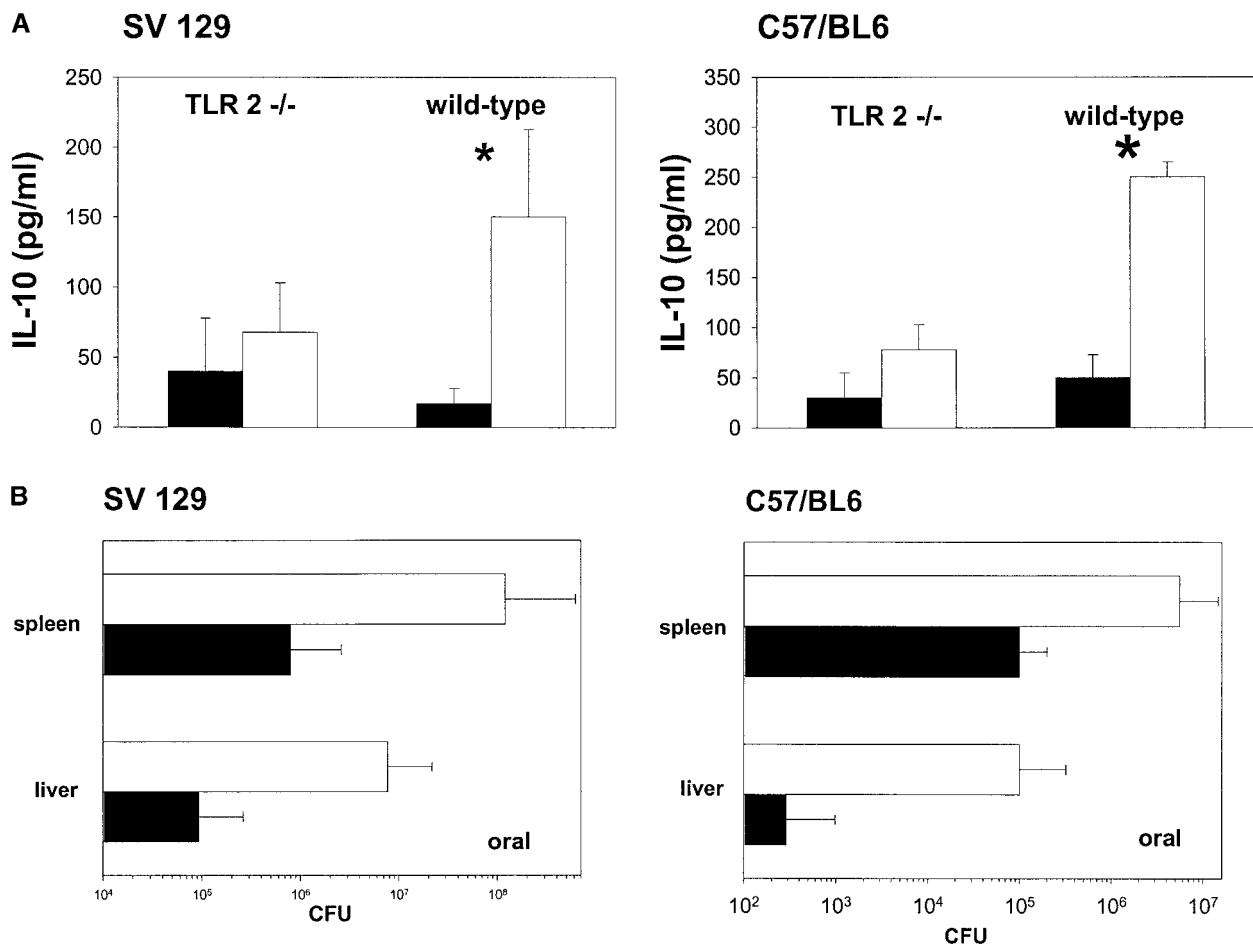 A
SV 129
C57/BL6
IL-10 (pg/ml)
250
200
150
100
50
0
TLR 2 -/-
wild-type
*
IL-10 (pg/ml)
350
300
250
200
150
100
50
0
TLR 2 -/-
wild-type
*
B
SV 129
C57/BL6
spleen
liver
oral
10⁴ 10⁵ 10⁶ 10⁷ 10⁸
CFU
spleen
liver
oral
10² 10³ 10⁴ 10⁵ 10⁶ 10⁷
CFU